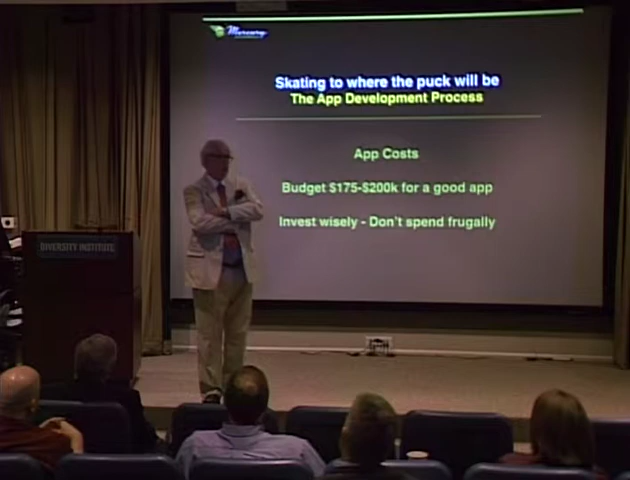 Mercury
Skating to where the puck will be
The App Development Process
App Costs
Budget $175-$200k for a good app
Invest wisely - Don't spend frugally
DIVERSITY INSTITUTE